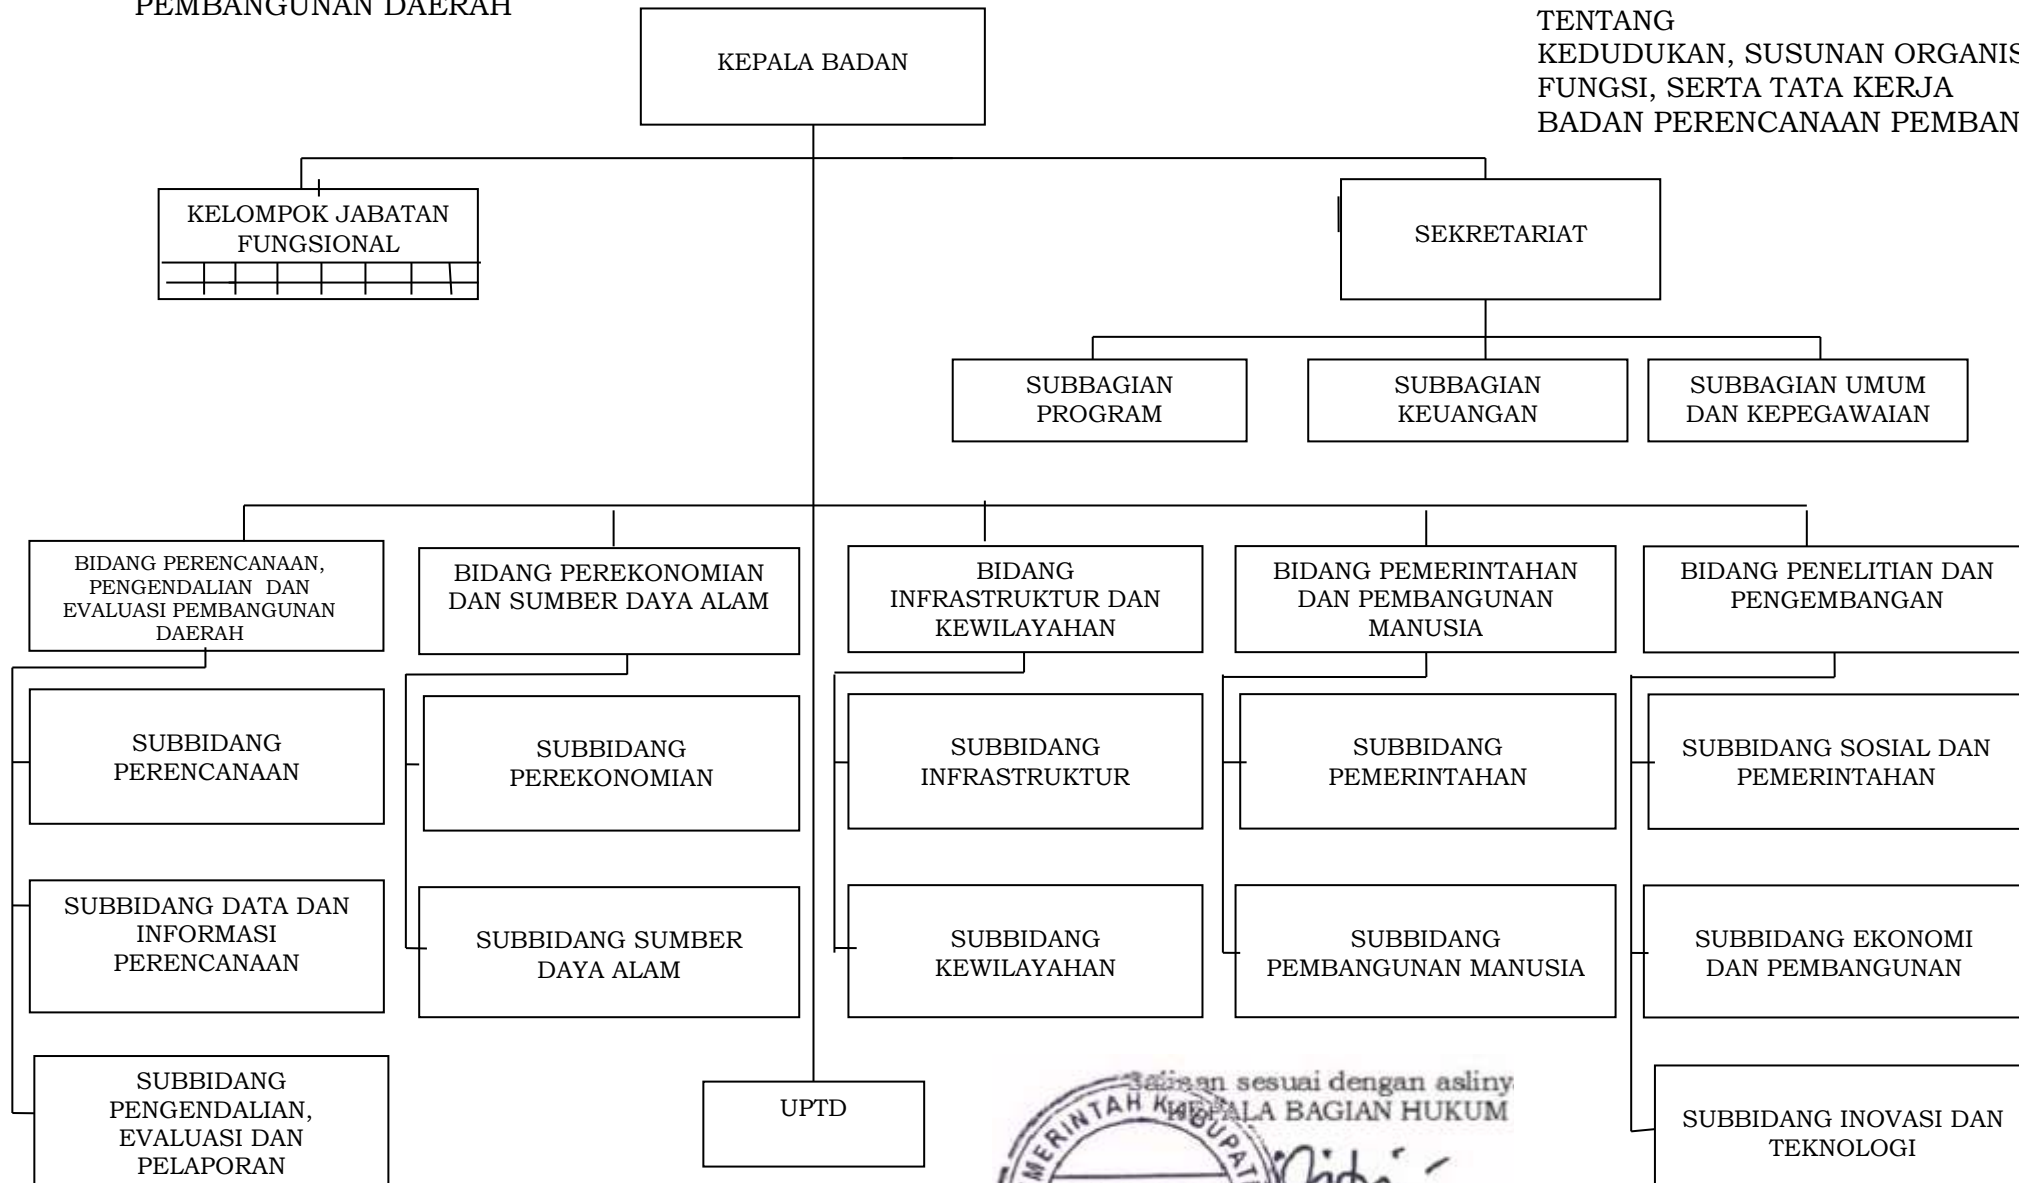 PEMBANGUNAN DAERAH
TENTANG
KEDUDUKAN, SUSUNAN ORGANIS
FUNGSI, SERTA TATA KERJA
BADAN PERENCANAAN PEMBAN
KEPALA BADAN
KELOMPOK JABATAN
FUNGSIONAL
SEKRETARIAT
SUBBAGIAN
PROGRAM
SUBBAGIAN
KEUANGAN
SUBBAGIAN UMUM
DAN KEPEGAWAIAN
BIDANG PERENCANAAN,
PENGENDALIAN DAN
EVALUASI PEMBANGUNAN
DAERAH
BIDANG PEREKONOMIAN
DAN SUMBER DAYA ALAM
BIDANG
INFRASTRUKTUR DAN
KEWILAYAHAN
BIDANG PEMERINTAHAN
DAN PEMBANGUNAN
MANUSIA
BIDANG PENELITIAN DAN
PENGEMBANGAN
SUBBIDANG
PERENCANAAN
SUBBIDANG
PEREKONOMIAN
SUBBIDANG
INFRASTRUKTUR
SUBBIDANG
PEMERINTAHAN
SUBBIDANG SOSIAL DAN
PEMERINTAHAN
SUBBIDANG DATA DAN
INFORMASI
PERENCANAAN
SUBBIDANG SUMBER
DAYA ALAM
SUBBIDANG
KEWILAYAHAN
SUBBIDANG
PEMBANGUNAN MANUSIA
SUBBIDANG EKONOMI
DAN PEMBANGUNAN
SUBBIDANG
PENGENDALIAN,
EVALUASI DAN
PELAPORAN
UPTD
Salinan sesuai dengan asliny
KEPALA BAGIAN HUKUM
MERINTAH KABUPATE
SUBBIDANG INOVASI DAN
TEKNOLOGI